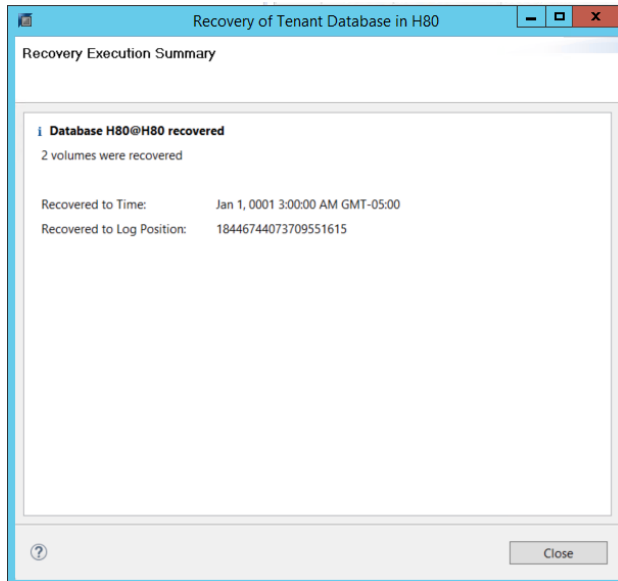 Recovery of Tenant Database in H80
Recovery Execution Summary
i Database H80@H80 recovered
2 volumes were recovered
Recovered to Time: Jan 1, 0001 3:00:00 AM GMT-05:00
Recovered to Log Position: 18446744073709551615
Close